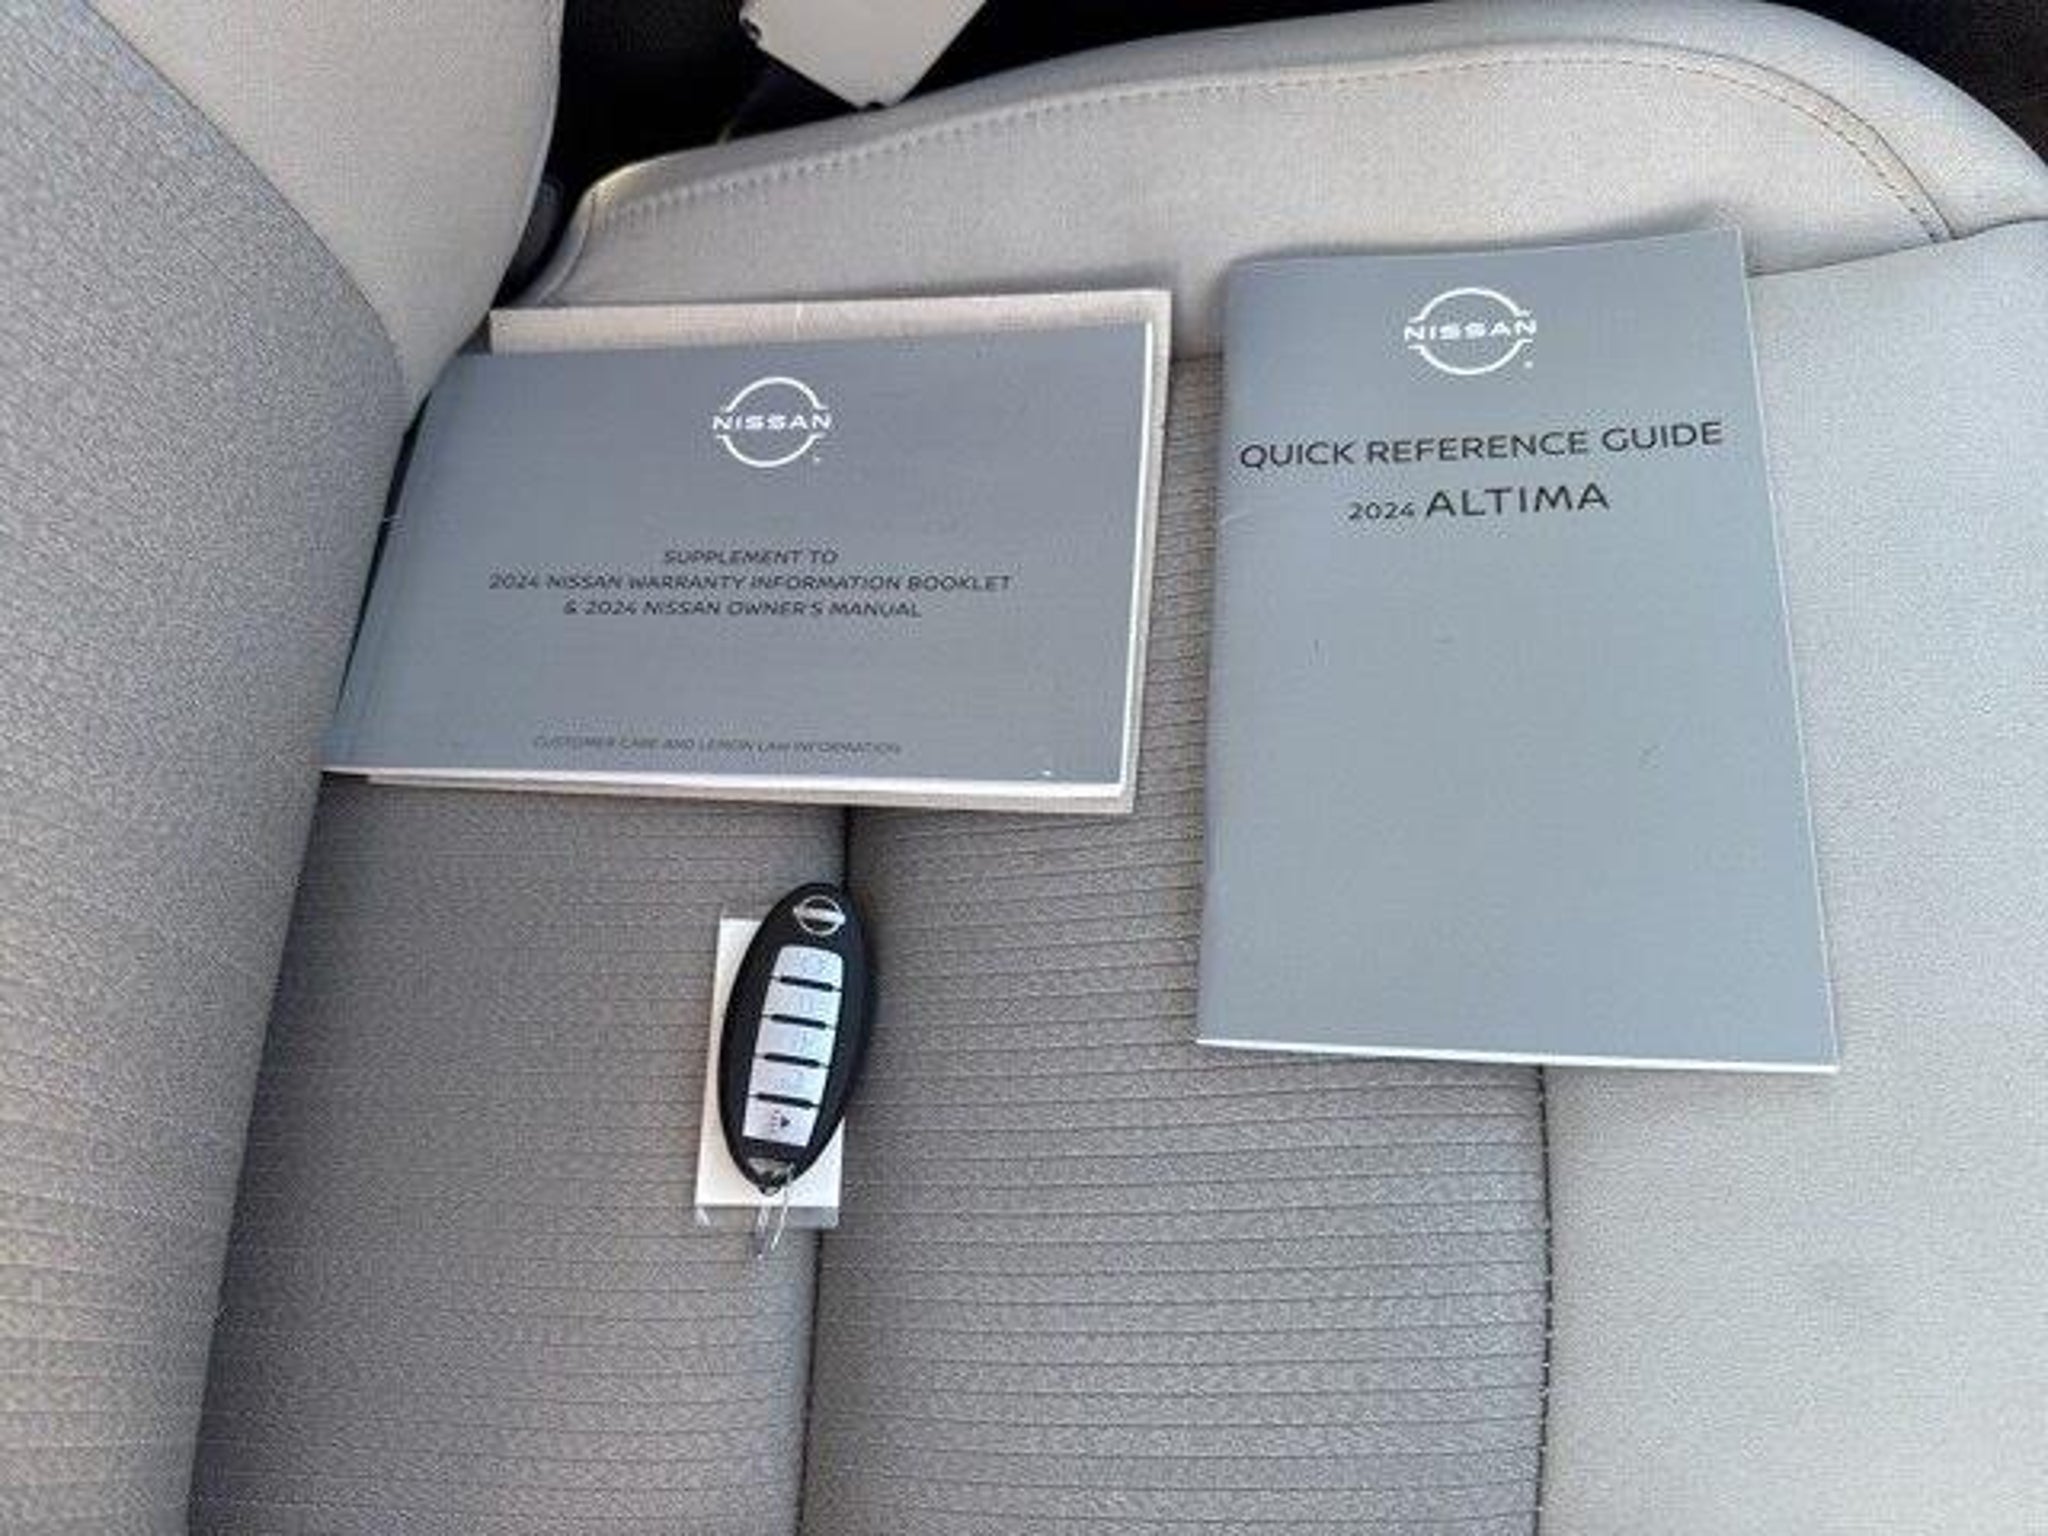 NISSAN
SUPPLEMENT TO
2024 NISSAN WARRANTY INFORMATION BOOKLET
& 2024 NISSAN OWNER'S MANUAL
CUSTOMER CARE AND LEMON LAW INFORMATION
NISSAN
QUICK REFERENCE GUIDE
2024 ALTIMA